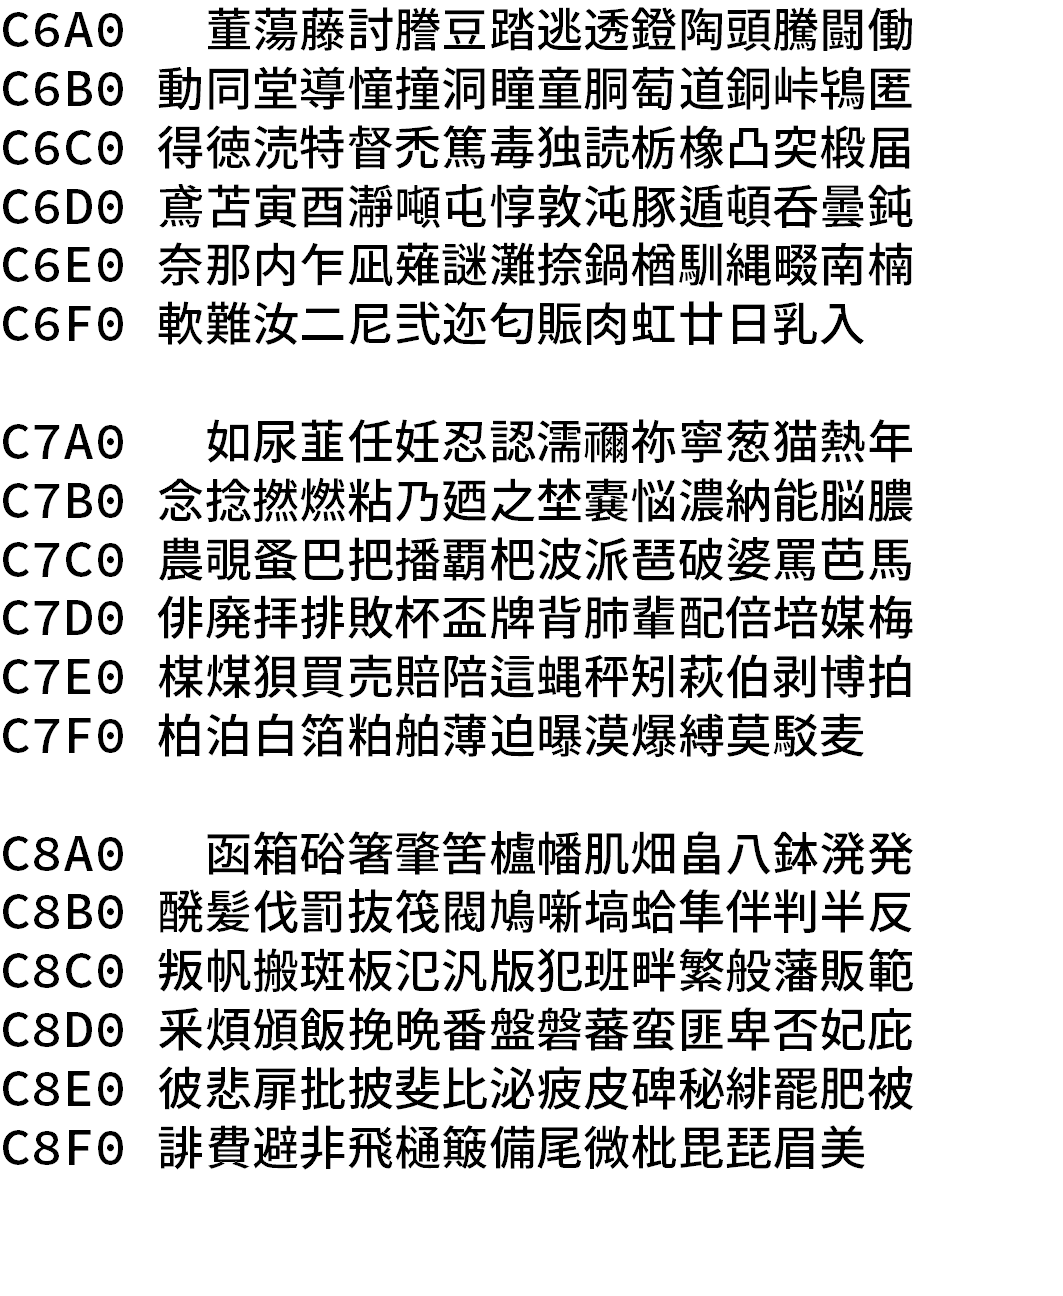 C6A0 董蕩藤討謄豆踏逃透鐙陶頭騰闘働
C6B0 動同堂導憧撞洞瞳童胴萄道銅峠鴇匿
C6C0 得徳涜特督禿篤毒独読栃橡凸突椴届
C6D0 鳶苫寅酉瀞噸屯惇敦沌豚遁頓呑曇鈍
C6E0 奈那内乍凪薙謎灘捺鍋楢馴縄畷南楠
C6F0 軟難汝二尼弐迩匂賑肉虹廿日乳入
C7A0 如尿韮任妊忍認濡禰祢寧葱猫熱年
C7B0 念捻撚燃粘乃廼之埜嚢悩濃納能脳膿
C7C0 農覗蚤巴把播覇杷波派琶破婆罵芭馬
C7D0 俳廃拝排敗杯盃牌背肺輩配倍培媒梅
C7E0 楳煤狽買売賠陪這蝿秤矧萩伯剥博拍
C7F0 柏泊白箔粕舶薄迫曝漠爆縛莫駁麦
C8A0 函箱硲箸肇筈櫨幡肌畑畠八鉢溌発
C8B0 醗髪伐罰抜筏閥鳩噺塙蛤隼伴判半反
C8C0 叛帆搬斑板氾汎版犯班畔繁般藩販範
C8D0 釆煩頒飯挽晩番盤磐蕃蛮匪卑否妃庇
C8E0 彼悲扉批披斐比泌疲皮碑秘緋罷肥被
C8F0 誹費避非飛樋簸備尾微枇毘琵眉美